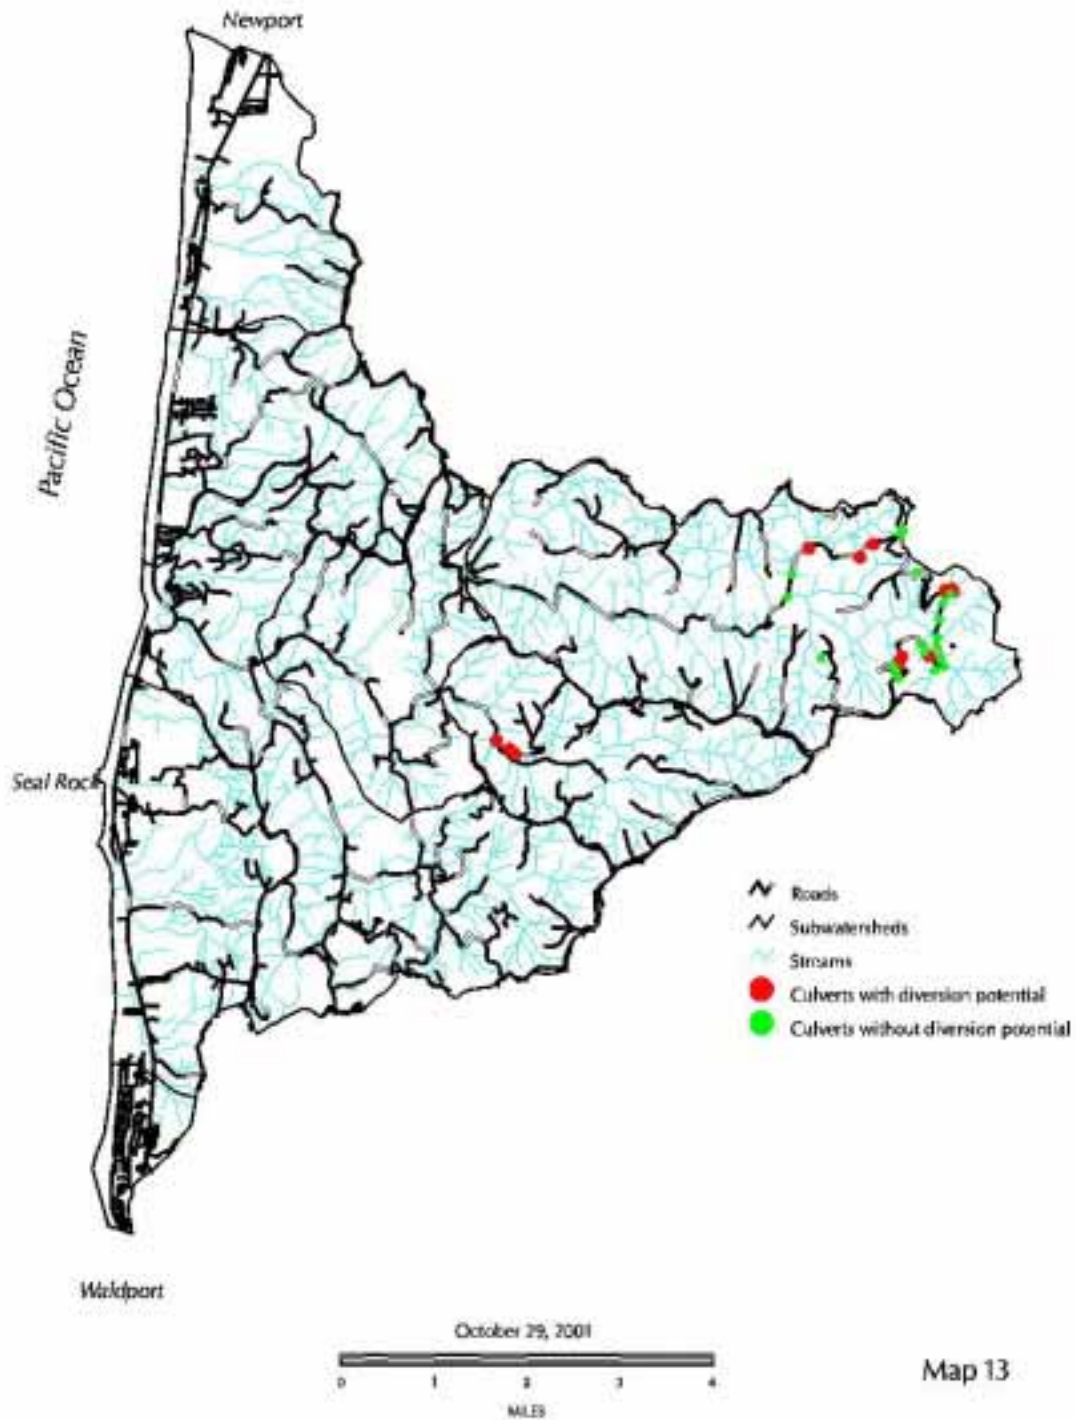 Newport
Pacific Ocean
Seal Rock
Roads
Subwatersheds
Streams
Culverts with diversion potential
Culverts without diversion potential
Waldport
October 29, 2001
0 1 2 3 4
MILES
Map 13